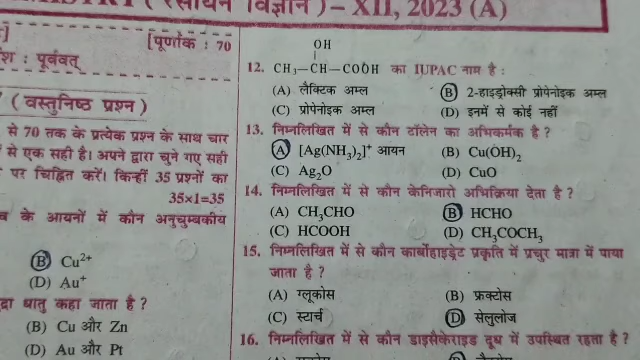 (रसायन विज्ञान) – XII, 2023 (A)
[पूर्णांक : 70
: पूर्ववत्
(वस्तुनिष्ठ प्रश्न)
से 70 तक के प्रत्येक प्रश्न के साथ चार
से एक सही है। अपने द्वारा चुने गए सही
पर चिह्नित करें। किन्हीं 35 प्रश्नों का
35×1=35
के आयनों में कौन अनुचुम्बकीय
(B) Cu²⁺
(D) Au⁺
धातु कहा जाता है ?
(B) Cu और Zn
(D) Au और Pt
OH
|
12. CH₃—CH—COOH का IUPAC नाम है :
(A) लैक्टिक अम्ल (B) 2-हाइड्रोक्सी प्रोपेनोइक अम्ल
(C) प्रोपेनोइक अम्ल (D) इनमें से कोई नहीं
13. निम्नलिखित में से कौन टॉलेन का अभिकर्मक है ?
(A) [Ag(NH₃)₂]⁺ आयन (B) Cu(OH)₂
(C) Ag₂O (D) CuO
14. निम्नलिखित में से कौन केनिजारो अभिक्रिया देता है ?
(A) CH₃CHO (B) HCHO
(C) HCOOH (D) CH₃COCH₃
15. निम्नलिखित में से कौन कार्बोहाइड्रेट प्रकृति में प्रचुर मात्रा में पाया
जाता है ?
(A) ग्लूकोस (B) फ्रक्टोस
(C) स्टार्च (D) सेलुलोज
16. निम्नलिखित में से कौन डाइसैकेराइड दूध में उपस्थित रहता है ?